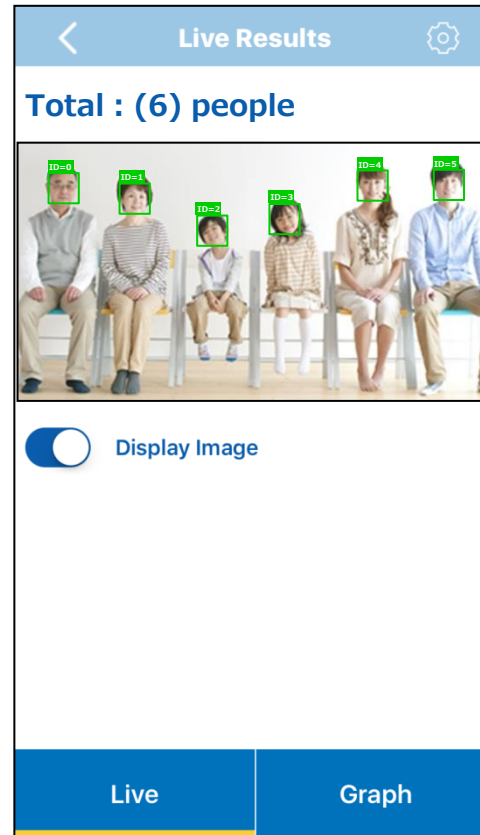 Live Results
Total : (6) people
ID=0
ID=1
ID=2
ID=3
ID=4
ID=5
Display Image
Live
Graph